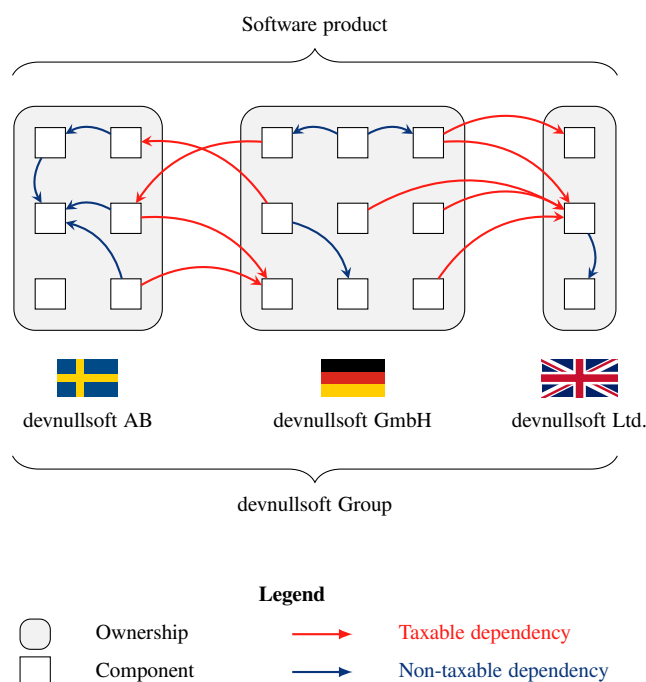 Software product
devnullsoft AB
devnullsoft GmbH
devnullsoft Ltd.
devnullsoft Group
Legend
Ownership
Taxable dependency
Component
Non-taxable dependency